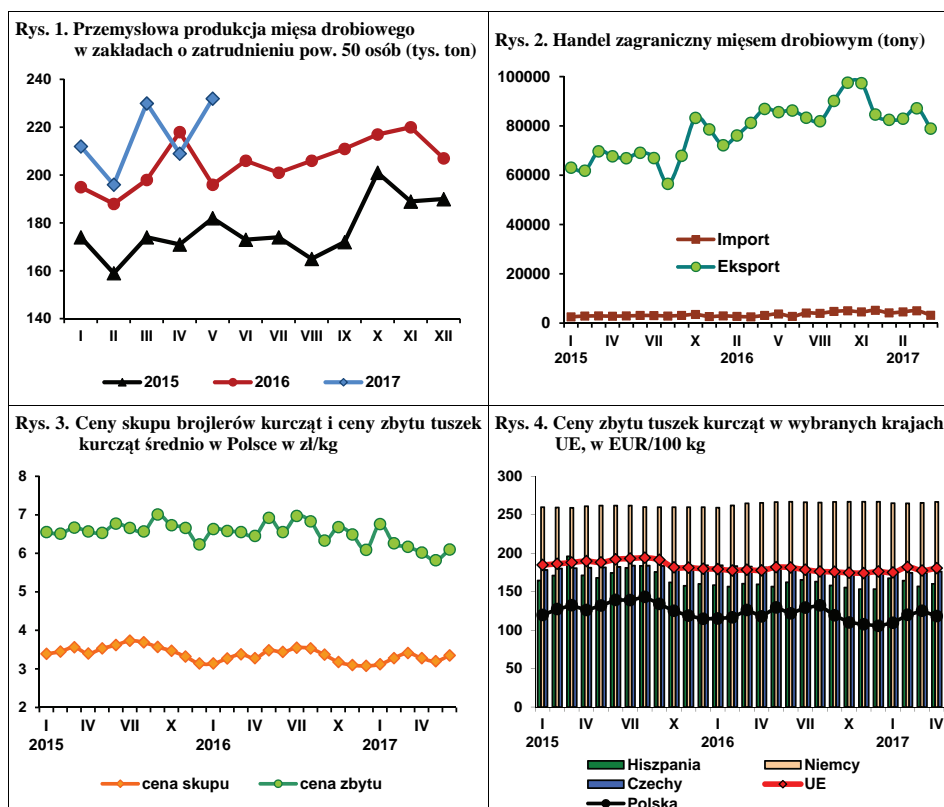 Rys. 1. Przemysłowa produkcja mięsa drobiowego
w zakładach o zatrudnieniu pow. 50 osób (tys. ton)
240
220
200
180
160
140
I II III IV V VI VII VIII IX X XI XII
2015 2016 2017
Rys. 2. Handel zagraniczny mięsem drobiowym (tony)
100000
80000
60000
40000
20000
0
Import
Eksport
I IV VII X II V VIII XI II
2015 2016 2017
Rys. 3. Ceny skupu brojlerów kurcząt i ceny zbytu tuszek
kurcząt średnio w Polsce w zł/kg
8
7
6
5
4
3
2
I IV VII X I IV VII X I IV
2015 2016 2017
cena skupu cena zbytu
Rys. 4. Ceny zbytu tuszek kurcząt w wybranych krajach
UE, w EUR/100 kg
300
250
200
150
100
50
0
I IV VII X I IV VII X I IV
2015 2016 2017
Hiszpania Niemcy
Czechy UE
Polska